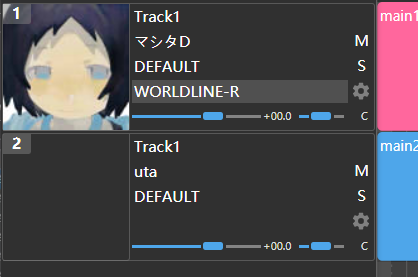 1
Track1
マシタD
M
DEFAULT
S
WORLDLINE-R
+00.0
C
main1
2
Track1
uta
M
DEFAULT
S
+00.0
C
main2